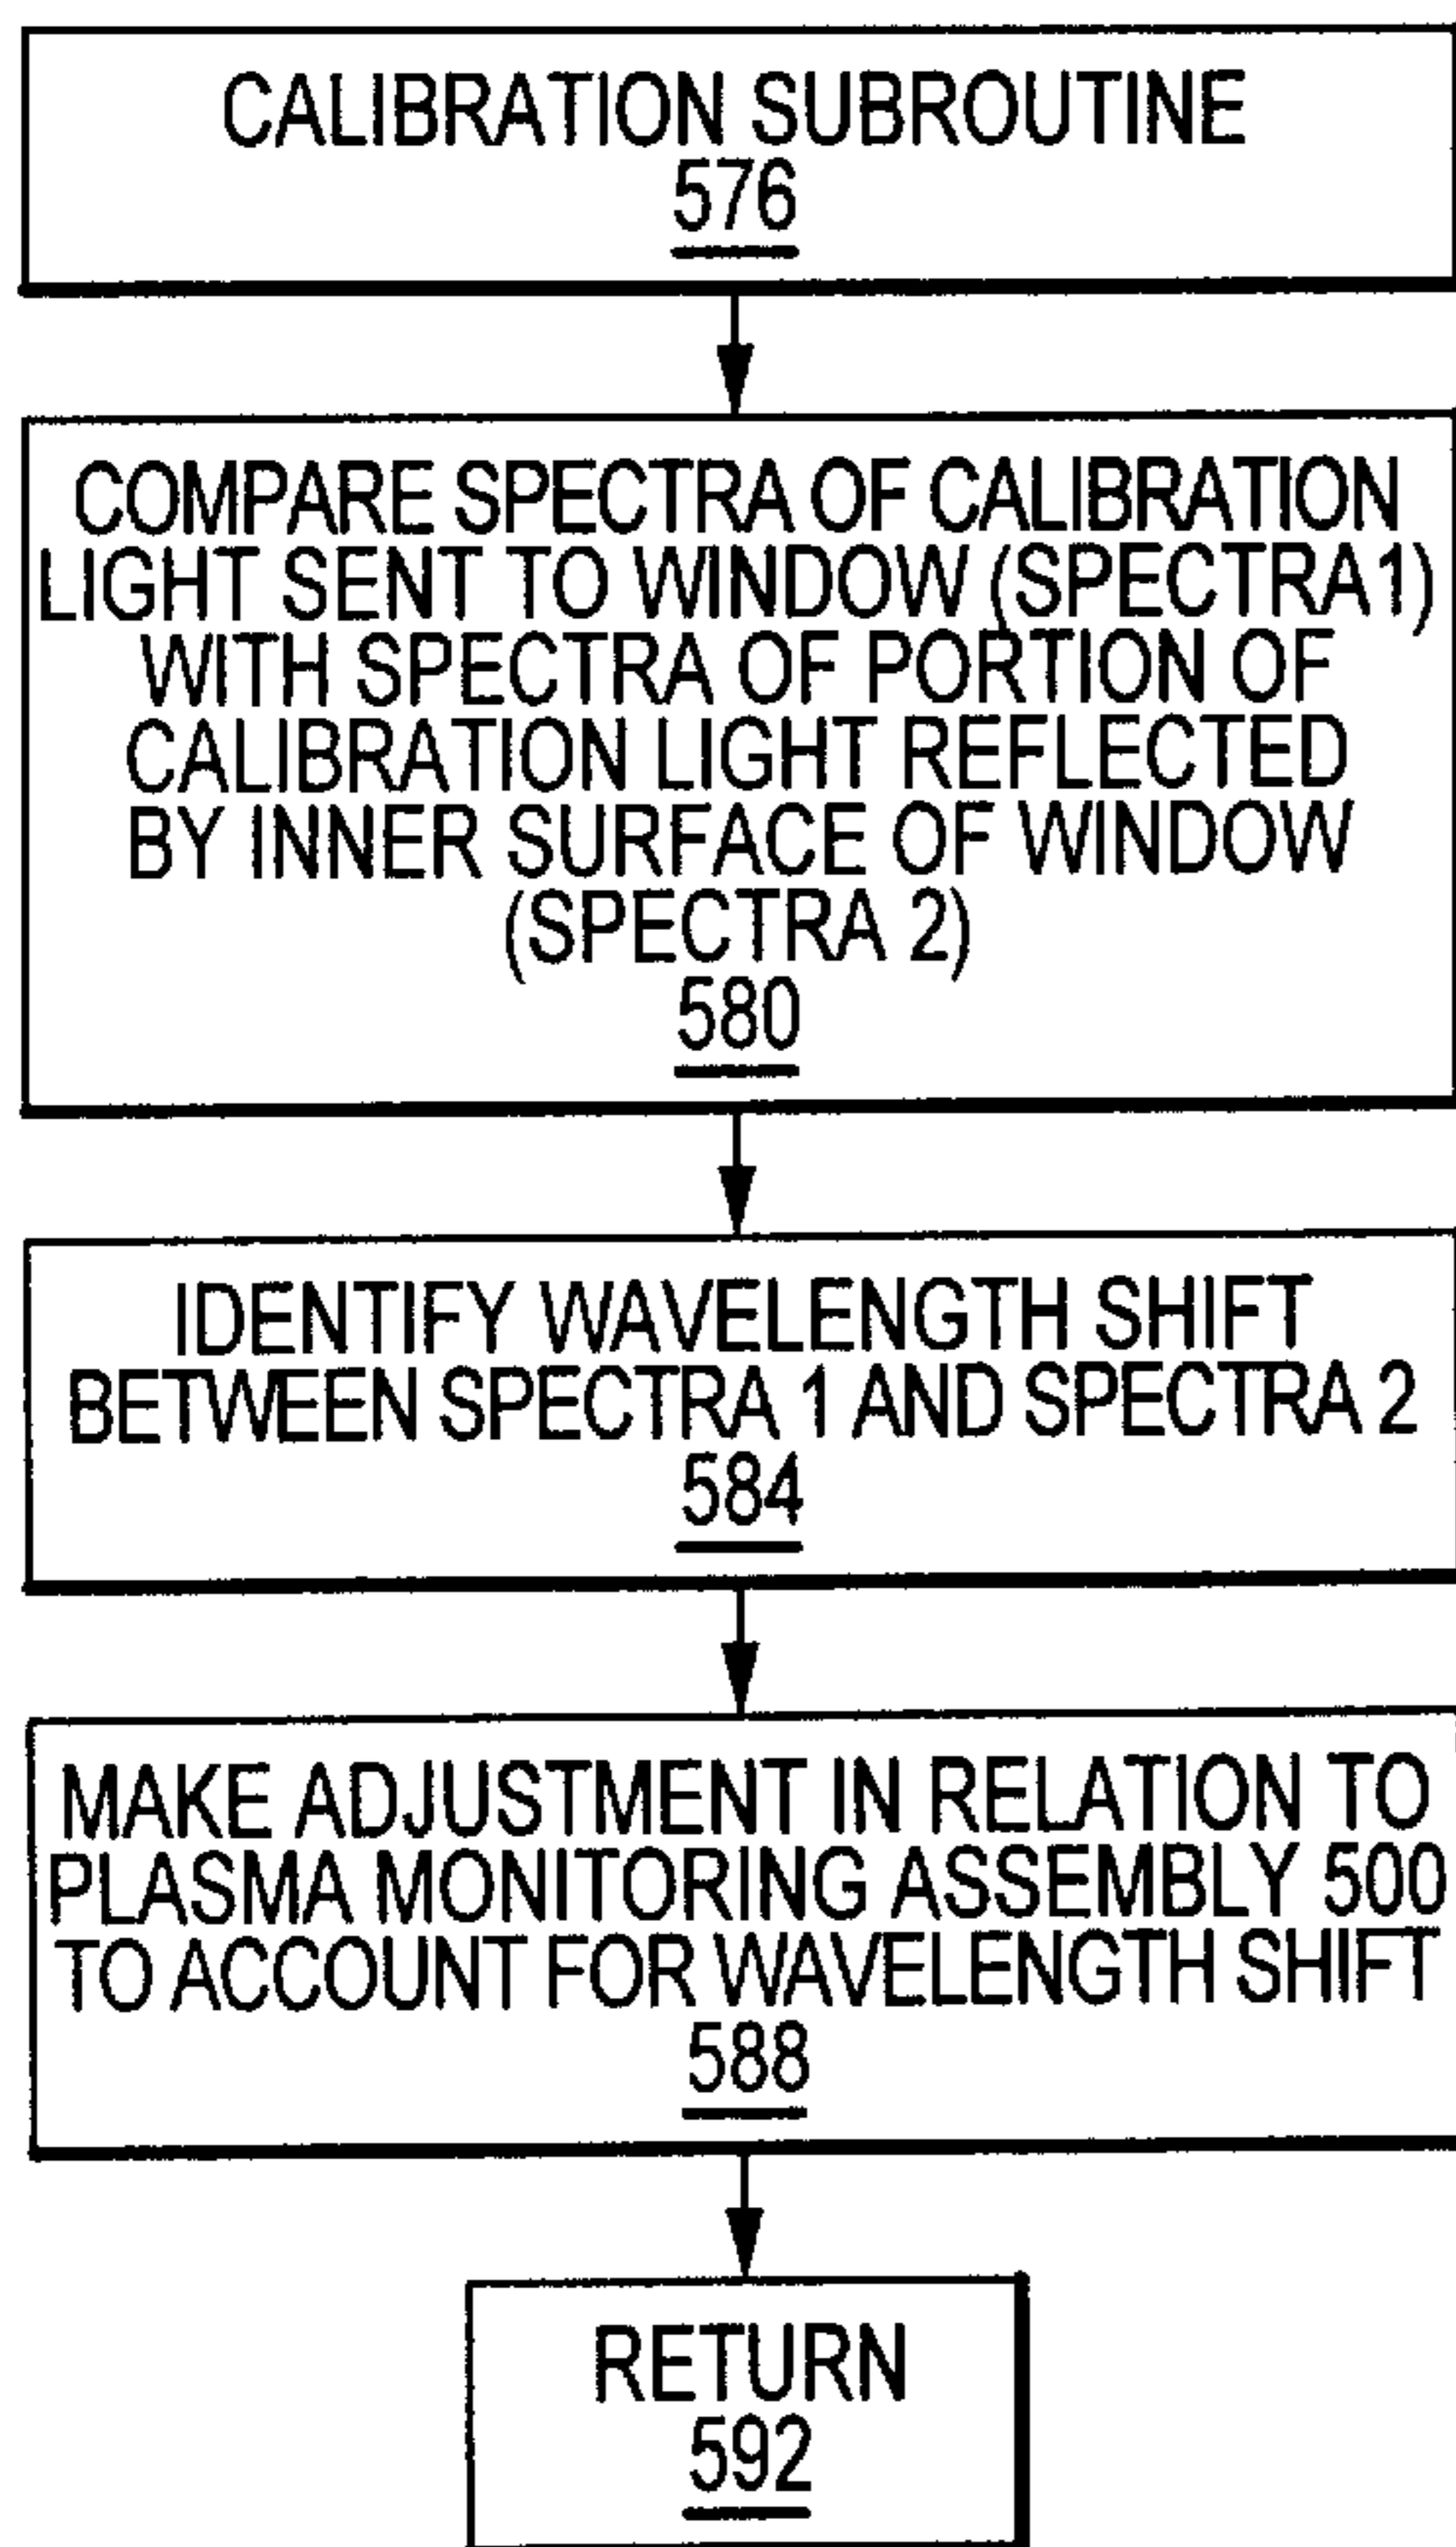 CALIBRATION SUBROUTINE
576
COMPARE SPECTRA OF CALIBRATION
LIGHT SENT TO WINDOW (SPECTRA 1)
WITH SPECTRA OF PORTION OF
CALIBRATION LIGHT REFLECTED
BY INNER SURFACE OF WINDOW
(SPECTRA 2)
580
IDENTIFY WAVELENGTH SHIFT
BETWEEN SPECTRA 1 AND SPECTRA 2
584
MAKE ADJUSTMENT IN RELATION TO
PLASMA MONITORING ASSEMBLY 500
TO ACCOUNT FOR WAVELENGTH SHIFT
588
RETURN
592